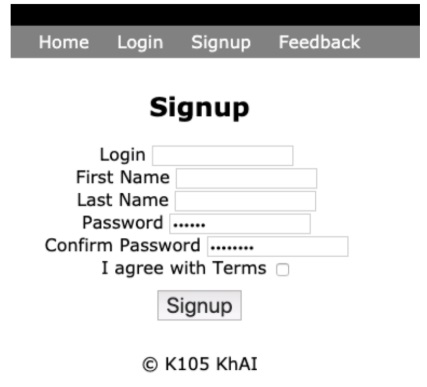 Home Login Signup Feedback
Signup
Login
First Name
Last Name
Password ••••••
Confirm Password ••••••••
I agree with Terms
Signup
© K105 KhAI